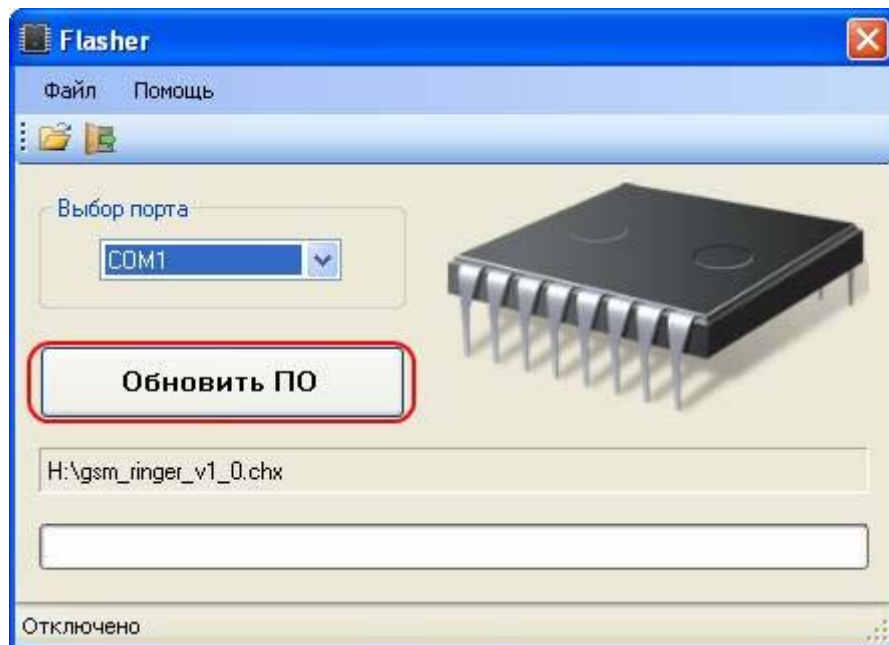 Flasher
Файл Помощь
Выбор порта
COM1
Обновить ПО
H:\gsm_ringer_v1_0.chx
Отключено